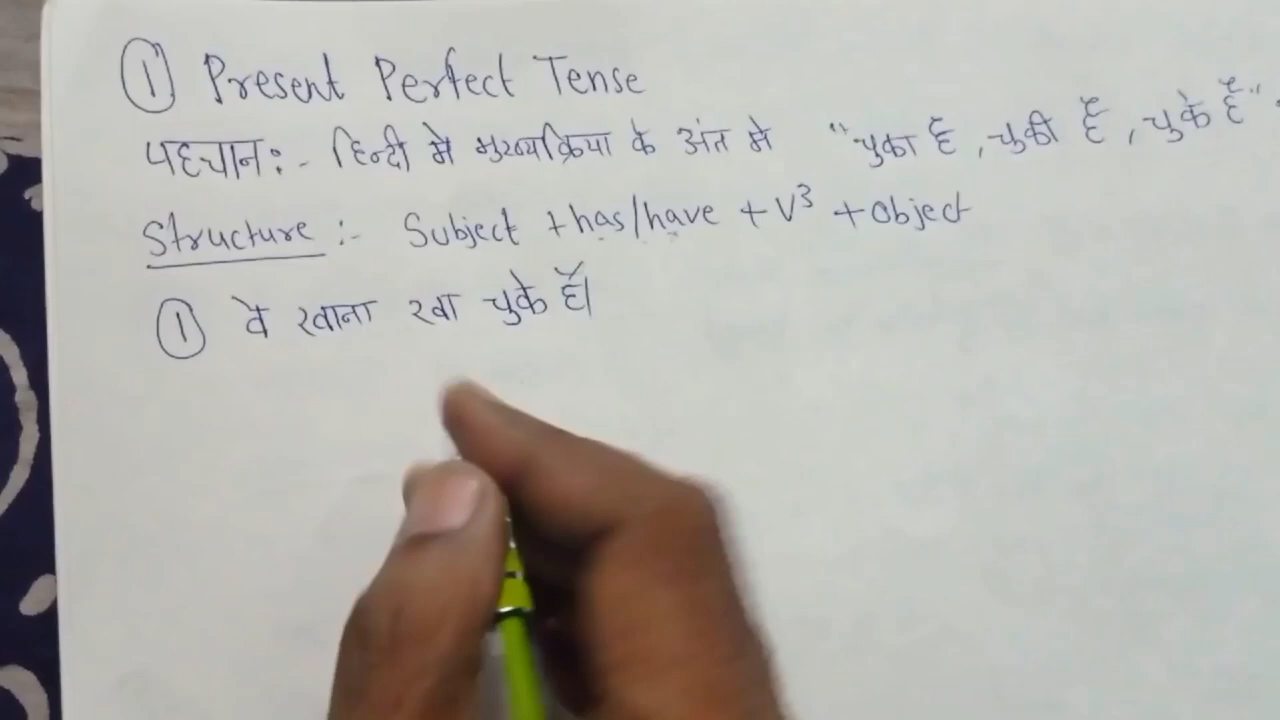 ① Present Perfect Tense
पहचान:- हिन्दी मे मुख्यक्रिया के अंत मे "चुका है, चुकी है, चुके है"
Structure :- Subject + has/have + V³ + Object
① वे खाना खा चुके हैं।